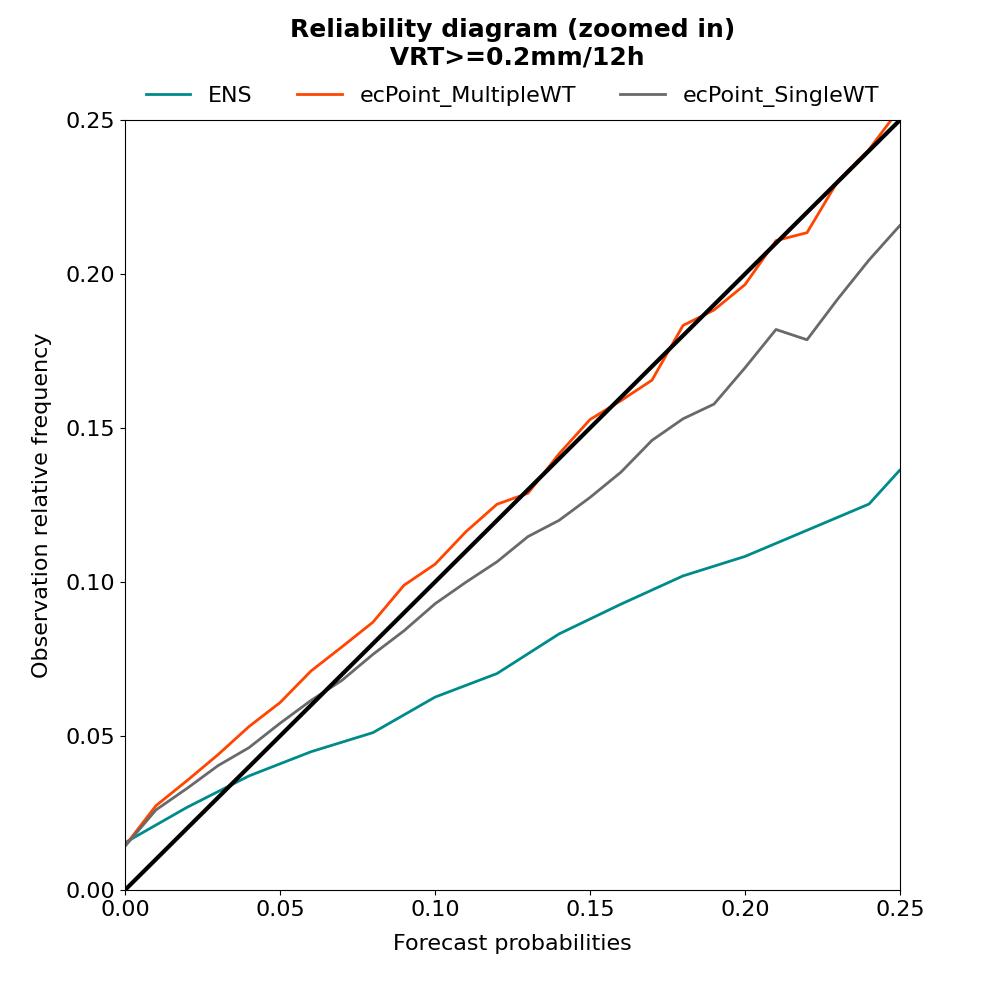 Reliability diagram (zoomed in)
VRT>=0.2mm/12h
ENS ecPoint_MultipleWT ecPoint_SingleWT
0.25
0.20
0.15
0.10
0.05
0.00
Observation relative frequency
0.00 0.05 0.10 0.15 0.20 0.25
Forecast probabilities